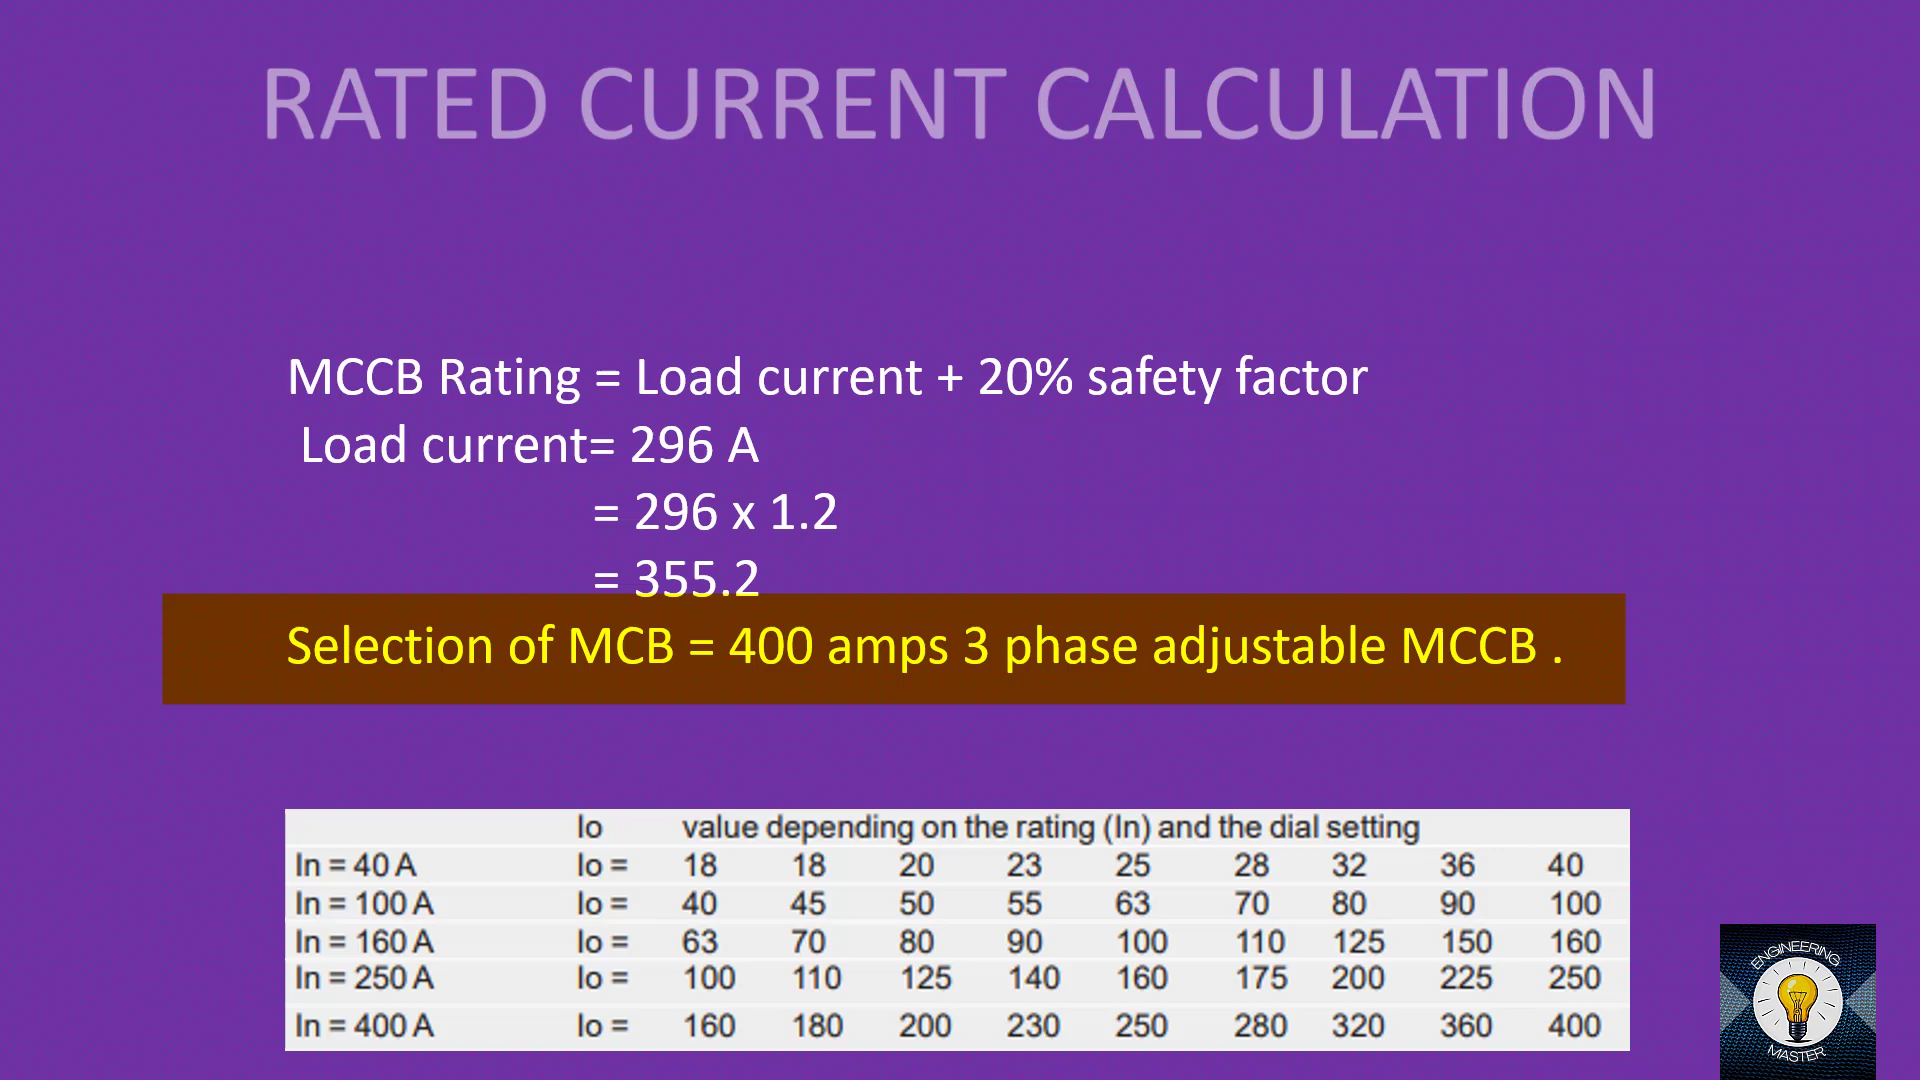 RATED CURRENT CALCULATION
MCCB Rating = Load current + 20% safety factor
Load current= 296 A
= 296 x 1.2
= 355.2
Selection of MCB = 400 amps 3 phase adjustable MCCB .
Io value depending on the rating (In) and the dial setting
In = 40 A Io = 18 18 20 23 25 28 32 36 40
In = 100 A Io = 40 45 50 55 63 70 80 90 100
In = 160 A Io = 63 70 80 90 100 110 125 150 160
In = 250 A Io = 100 110 125 140 160 175 200 225 250
In = 400 A Io = 160 180 200 230 250 280 320 360 400
ENGINEERING
MASTER